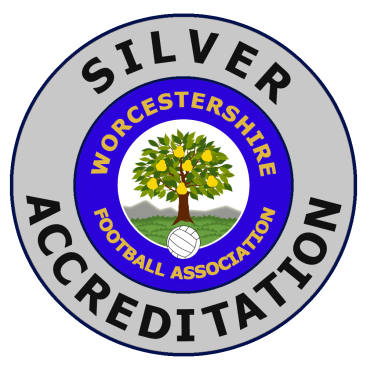 SILVER
WORCESTERSHIRE
FOOTBALL ASSOCIATION
ACCREDITATION